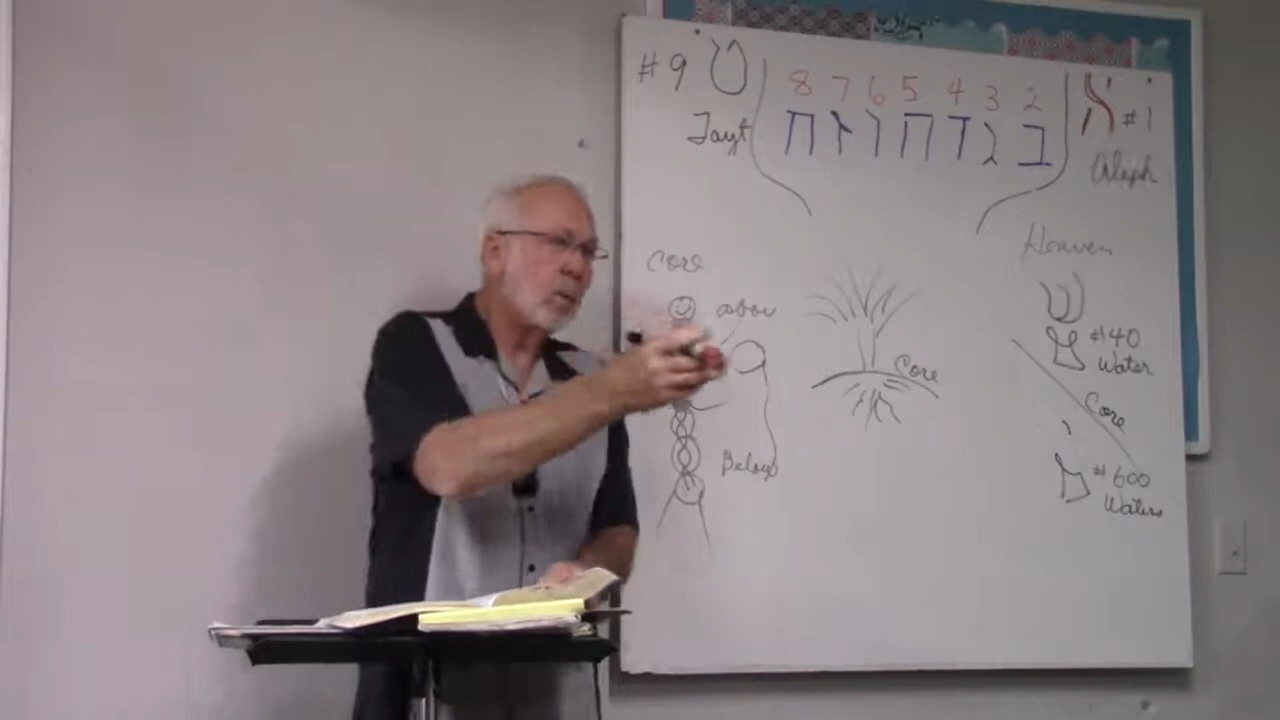 #9 ט
8 7 6 5 4 3 2
א #1
Tayt
ב ג ד ה ו ז ח
Aleph
Heaven
Core
above
Below
Core
מ #40
Water
Core
ם #600
Waters